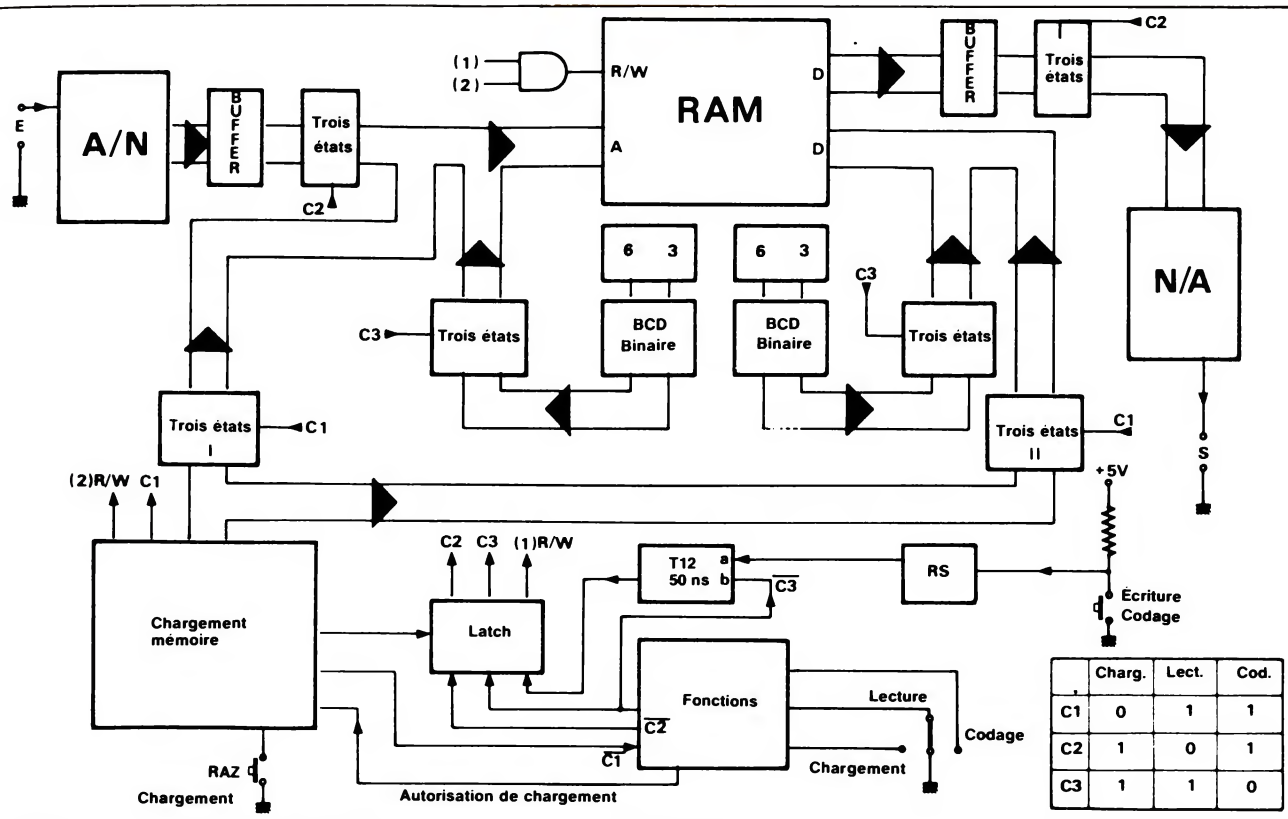 C2
(1)
(2)
R/W
D
RAM
A
D
BUFFER
Trois
états
E
A/N
BUFFER
Trois
états
C2
6 3
6 3
C3
N/A
C3
Trois états
BCD
Binaire
BCD
Binaire
Trois états
Trois états
I
C1
Trois états
II
C1
S
+5V
(2)R/W C1
C2 C3 (1)R/W
T12
50 ns
a
b
C3
RS
Écriture
Codage
Chargement
mémoire
Latch
Fonctions
Lecture
C2
C1
Codage
Chargement
RAZ
Chargement
Autorisation de chargement
Charg. Lect. Cod.
C1 0 1 1
C2 1 0 1
C3 1 1 0